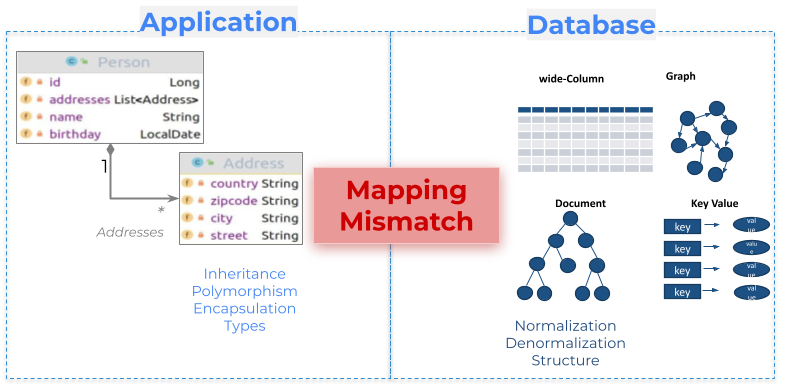 Application
Person
id Long
addresses List<Address>
name String
birthday LocalDate
1
*
Addresses
Address
country String
zipcode String
city String
street String
Inheritance
Polymorphism
Encapsulation
Types
Mapping
Mismatch
Database
wide-Column
Graph
Document
Key Value
key
val
ue
key
valu
e
key
val
ue
key
val
ue
Normalization
Denormalization
Structure